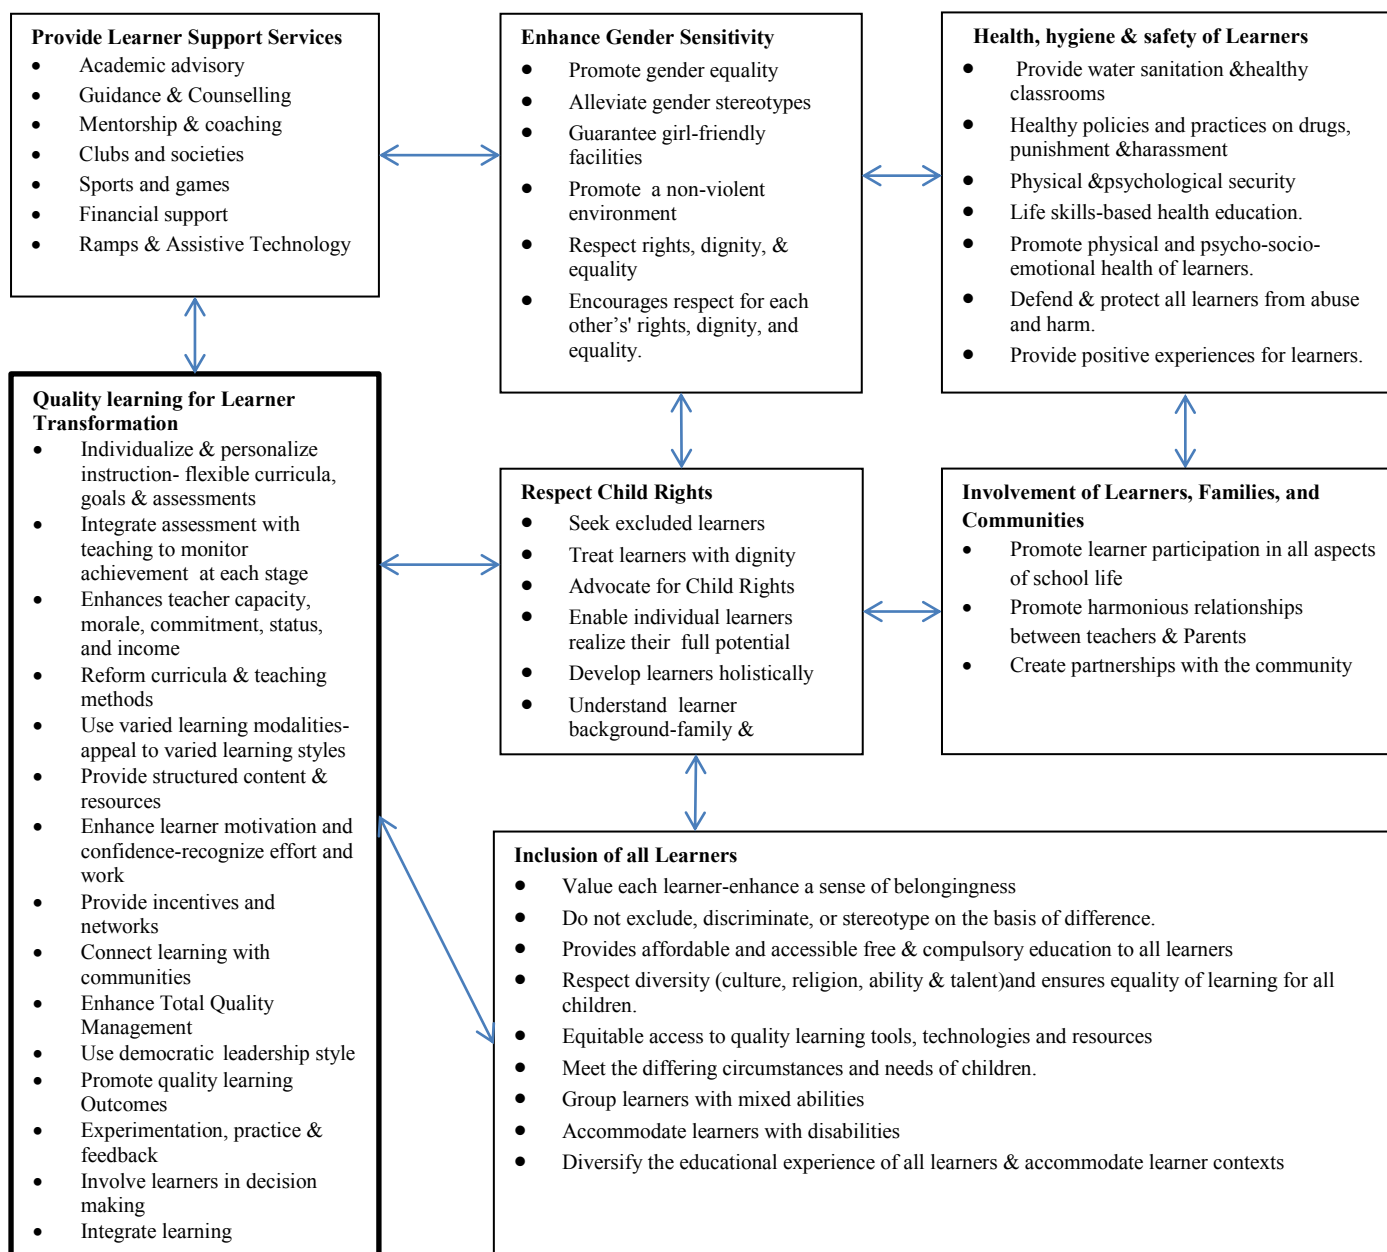 Provide Learner Support Services
• Academic advisory
• Guidance & Counselling
• Mentorship & coaching
• Clubs and societies
• Sports and games
• Financial support
• Ramps & Assistive Technology
Enhance Gender Sensitivity
• Promote gender equality
• Alleviate gender stereotypes
• Guarantee girl-friendly
facilities
• Promote a non-violent
environment
• Respect rights, dignity, &
equality
• Encourages respect for each
other’s' rights, dignity, and
equality.
Health, hygiene & safety of Learners
• Provide water sanitation &healthy
classrooms
• Healthy policies and practices on drugs,
punishment &harassment
• Physical &psychological security
• Life skills-based health education.
• Promote physical and psycho-socio-
emotional health of learners.
• Defend & protect all learners from abuse
and harm.
• Provide positive experiences for learners.
Quality learning for Learner
Transformation
• Individualize & personalize
instruction- flexible curricula,
goals & assessments
• Integrate assessment with
teaching to monitor
achievement at each stage
• Enhances teacher capacity,
morale, commitment, status,
and income
• Reform curricula & teaching
methods
• Use varied learning modalities-
appeal to varied learning styles
• Provide structured content &
resources
• Enhance learner motivation and
confidence-recognize effort and
work
• Provide incentives and
networks
• Connect learning with
communities
• Enhance Total Quality
Management
• Use democratic leadership style
• Promote quality learning
Outcomes
• Experimentation, practice &
feedback
• Involve learners in decision
making
• Integrate learning
Respect Child Rights
• Seek excluded learners
• Treat learners with dignity
• Advocate for Child Rights
• Enable individual learners
realize their full potential
• Develop learners holistically
• Understand learner
background-family &
Involvement of Learners, Families, and
Communities
• Promote learner participation in all aspects
of school life
• Promote harmonious relationships
between teachers & Parents
• Create partnerships with the community
Inclusion of all Learners
• Value each learner-enhance a sense of belongingness
• Do not exclude, discriminate, or stereotype on the basis of difference.
• Provides affordable and accessible free & compulsory education to all learners
• Respect diversity (culture, religion, ability & talent)and ensures equality of learning for all
children.
• Equitable access to quality learning tools, technologies and resources
• Meet the differing circumstances and needs of children.
• Group learners with mixed abilities
• Accommodate learners with disabilities
• Diversify the educational experience of all learners & accommodate learner contexts